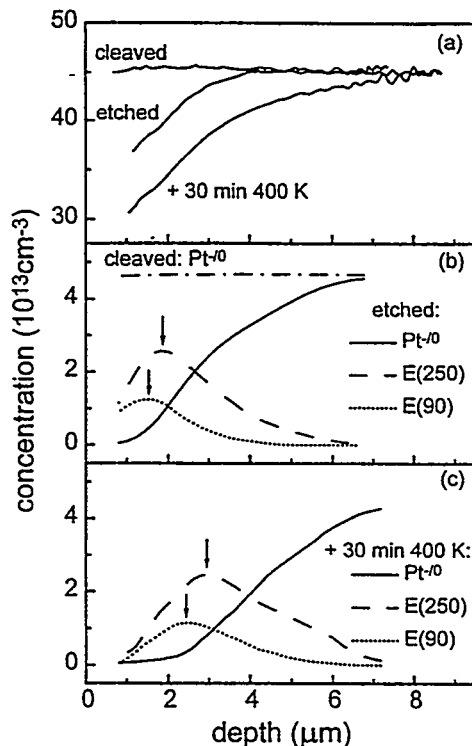 50
(a)
cleaved
etched
40
+ 30 min 400 K
30
cleaved: Pt-/0
(b)
4
etched:
Pt-/0
2
E(250)
E(90)
0
concentration (10¹³cm⁻³)
(c)
4
+ 30 min 400 K:
Pt-/0
2
E(250)
E(90)
0
0 2 4 6 8
depth (μm)